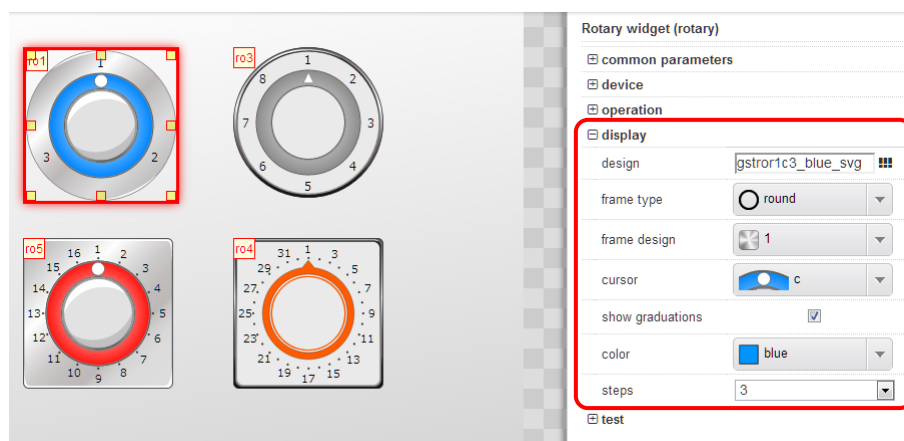 ro1
1
3 2
ro3
1
8 2
7 3
6 4
5
ro5
16 1 2
15 3
14 4
13 5
12 6
11 7
10 9 8
ro4
31 1 3
29 5
27 7
25 9
23 11
21 13
19 17 15
Rotary widget (rotary)
common parameters
device
operation
display
design gstror1c3_blue_svg
frame type round
frame design 1
cursor c
show graduations
color blue
steps 3
test